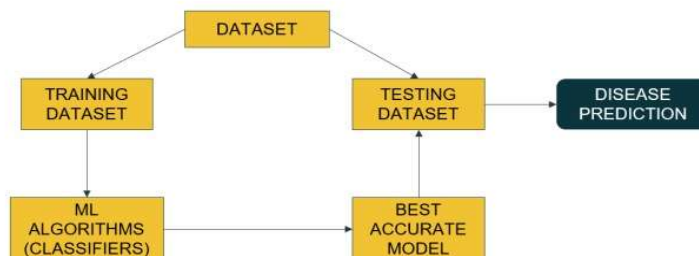 DATASET
TRAINING
DATASET
TESTING
DATASET
DISEASE
PREDICTION
ML
ALGORITHMS
(CLASSIFIERS)
BEST
ACCURATE
MODEL